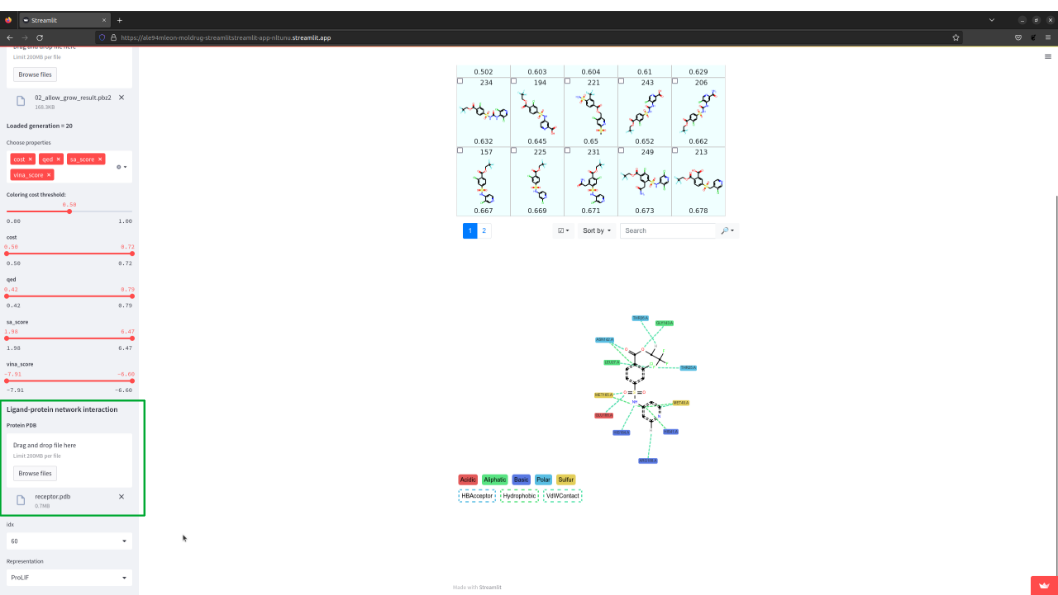 Streamlit × +
https://ale94mleon-moldrug-streamlitstreamlit-app-nltunu.streamlit.app
Drag and drop file here
Limit 200MB per file
Browse files
02_allow_grow_result.pbz2 ×
Loaded generation = 20
Choose properties
cost × qed × sa_score ×
vina_score ×
Coloring cost threshold:
0.50
0.00 1.00
cost
0.50 0.72
0.50 0.72
qed
0.42 0.79
0.42 0.79
sa_score
1.98 6.47
1.98 6.47
vina_score
-7.91 -6.60
-7.91 -6.60
Ligand-protein network interaction
Protein PDB
Drag and drop file here
Limit 200MB per file
Browse files
receptor.pdb ×
0.7MB
idx
60
Representation
ProLIF
0.502 0.603 0.604 0.61 0.629
234 194 221 243 206
0.632 0.645 0.65 0.652 0.662
157 225 231 249 213
0.667 0.669 0.671 0.673 0.678
1 2
Sort by
Search
Acidic Aliphatic Basic Polar Sulfur
HBAcceptor Hydrophobic VdWContact
Made with Streamlit